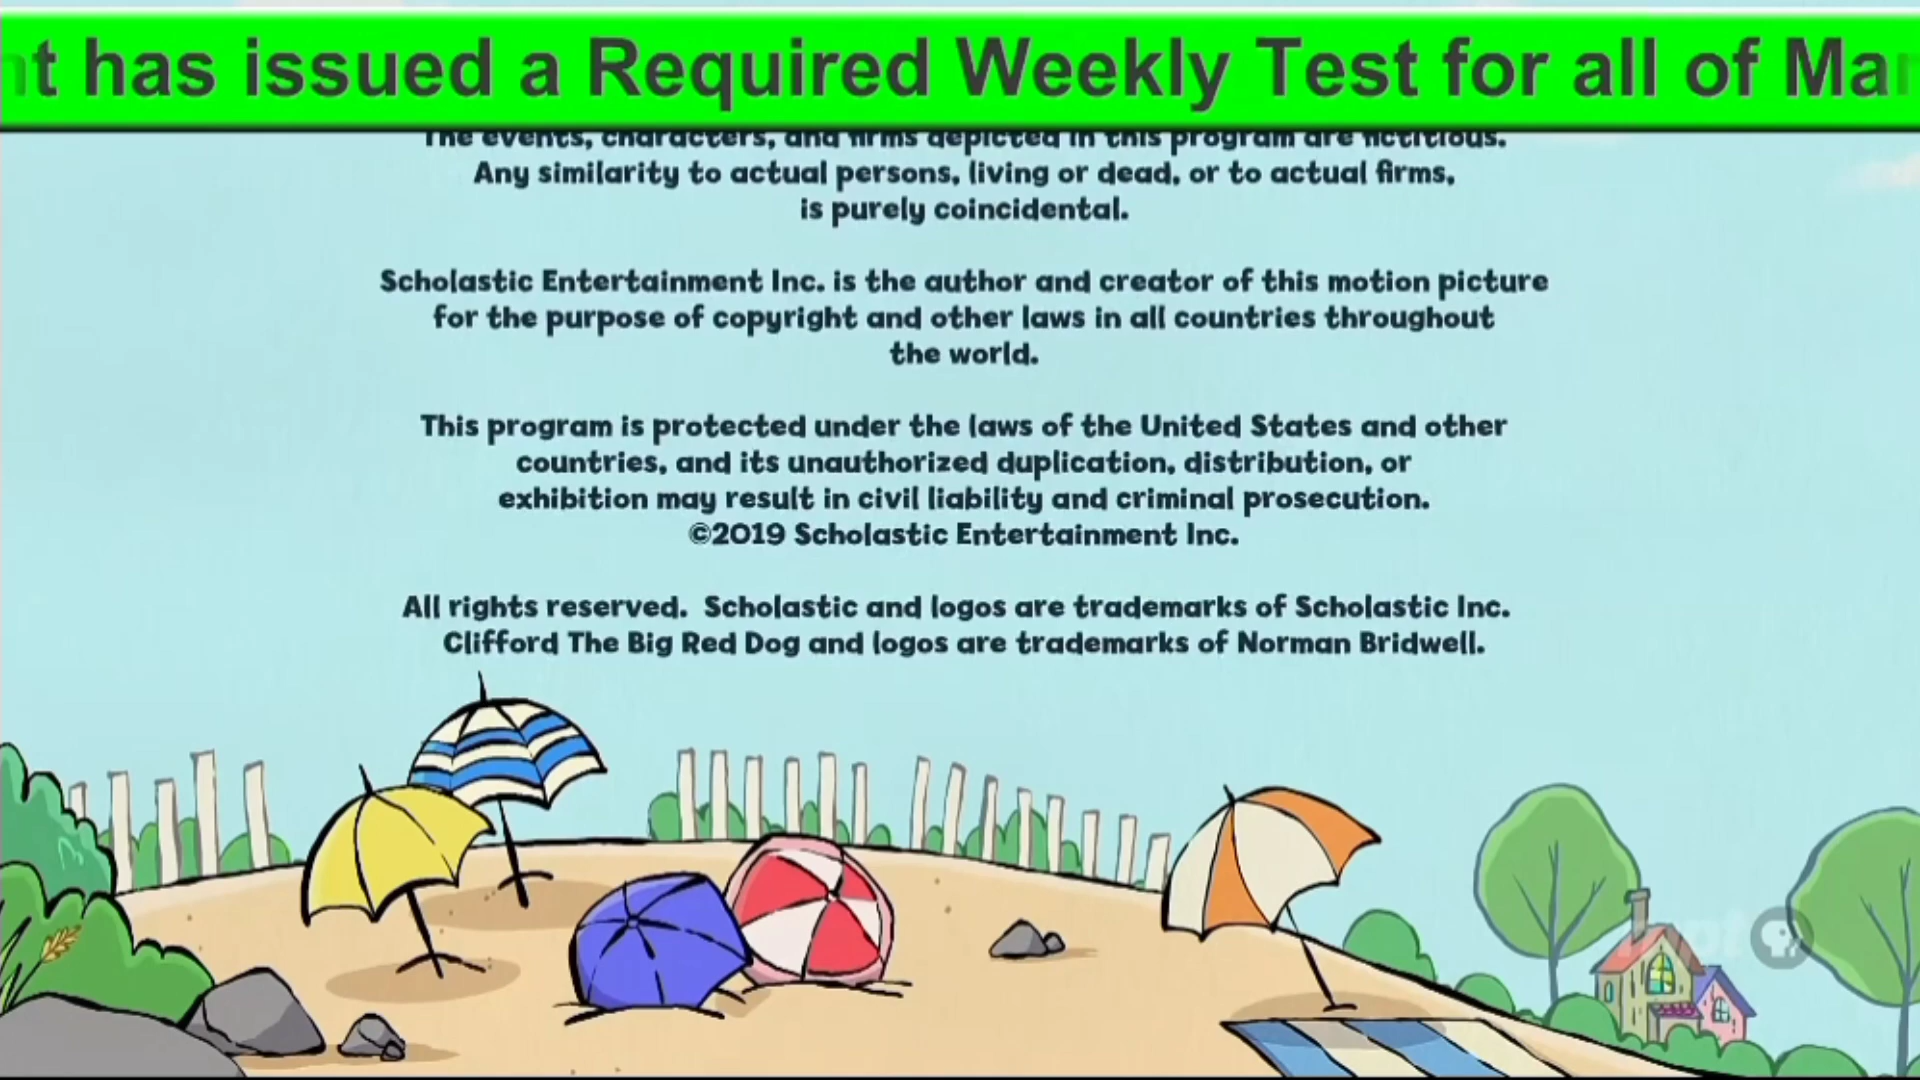 has issued a Required Weekly Test for all of
The events, characters, and firms depicted in this program are fictitious.
Any similarity to actual persons, living or dead, or to actual firms,
is purely coincidental.
Scholastic Entertainment Inc. is the author and creator of this motion picture
for the purpose of copyright and other laws in all countries throughout
the world.
This program is protected under the laws of the United States and other
countries, and its unauthorized duplication, distribution, or
exhibition may result in civil liability and criminal prosecution.
©2019 Scholastic Entertainment Inc.
All rights reserved. Scholastic and logos are trademarks of Scholastic Inc.
Clifford The Big Red Dog and logos are trademarks of Norman Bridwell.
mpt